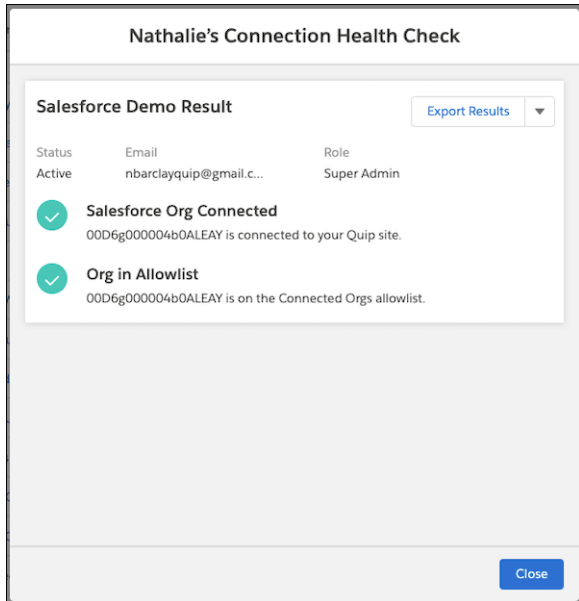 Nathalie's Connection Health Check
Salesforce Demo Result
Export Results
Status Email Role
Active nbarclayquip@gmail.c... Super Admin
Salesforce Org Connected
00D6g000004b0ALEAY is connected to your Quip site.
Org in Allowlist
00D6g000004b0ALEAY is on the Connected Orgs allowlist.
Close